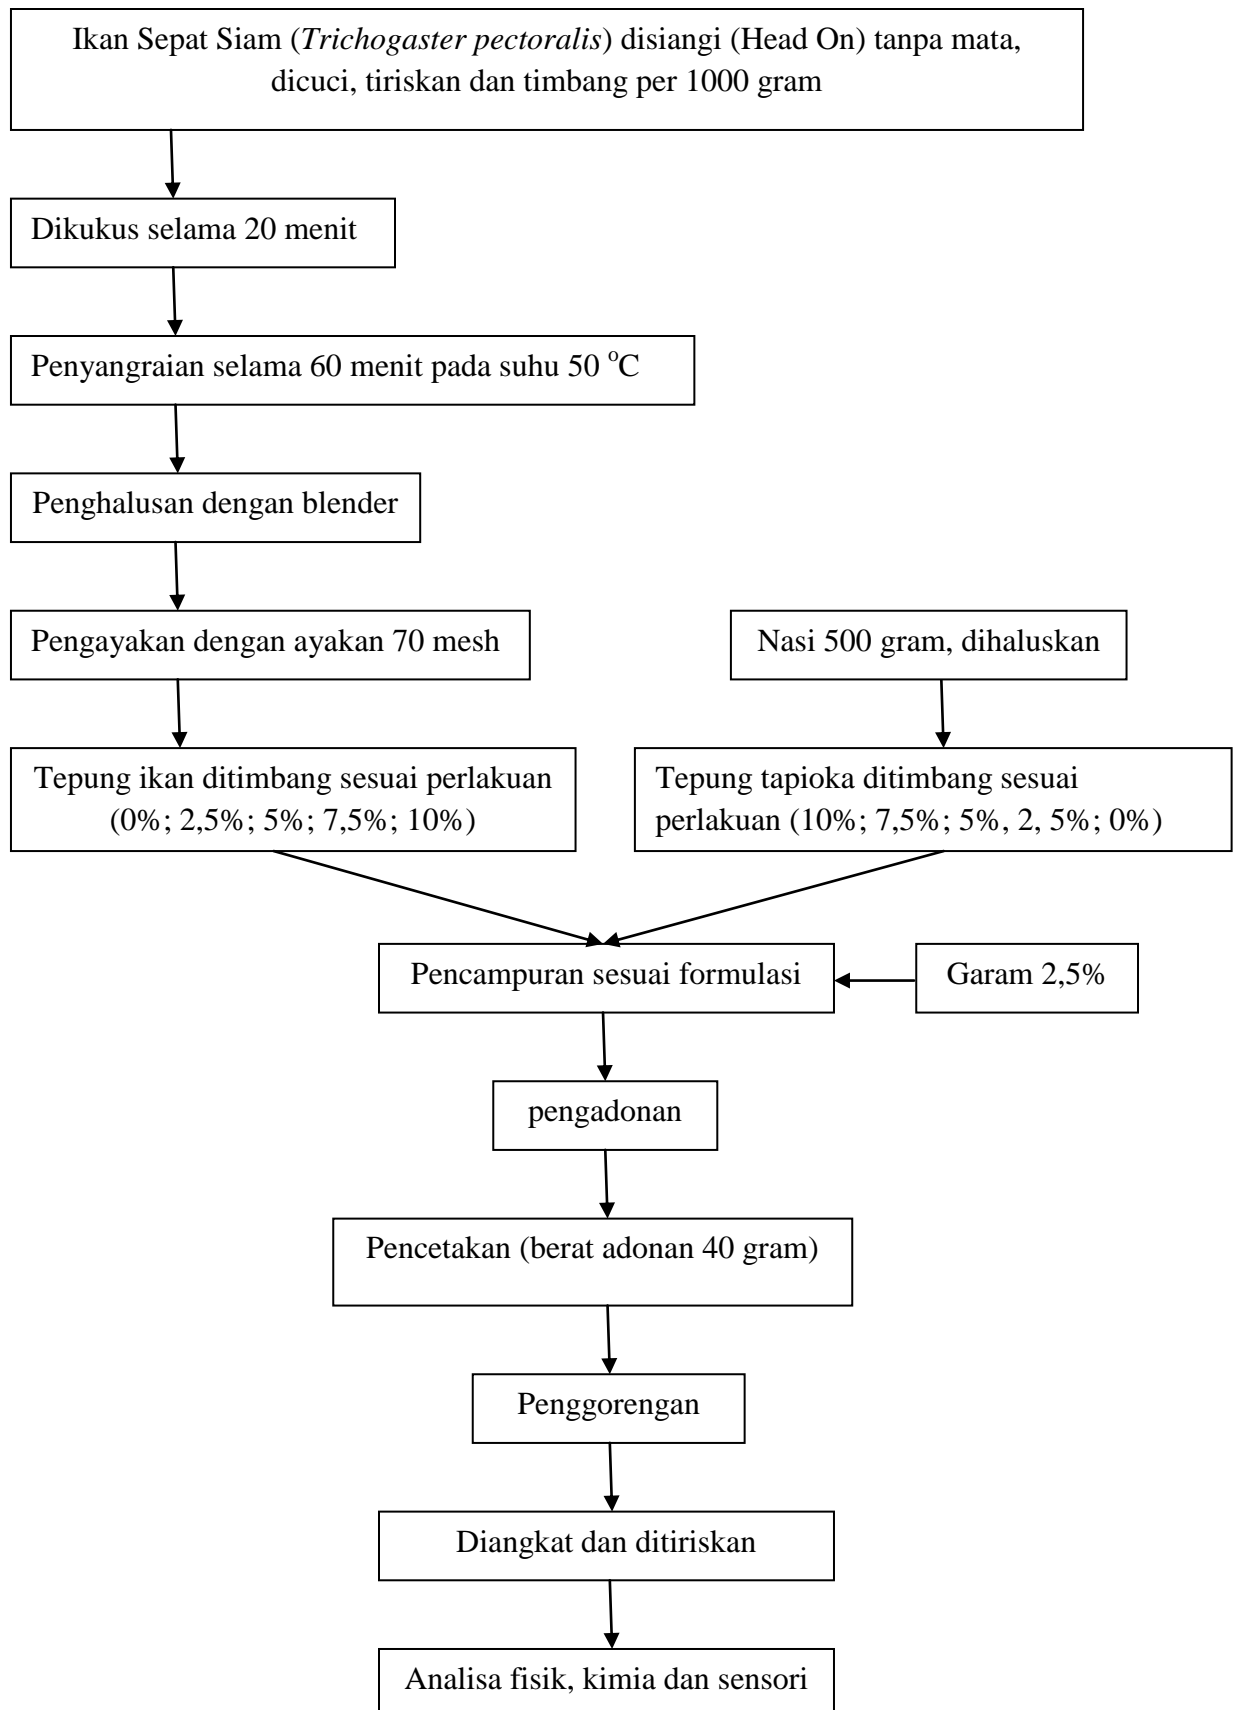 Ikan Sepat Siam (Trichogaster pectoralis) disiangi (Head On) tanpa mata,
dicuci, tiriskan dan timbang per 1000 gram
Dikukus selama 20 menit
Penyangraian selama 60 menit pada suhu 50 °C
Penghalusan dengan blender
Pengayakan dengan ayakan 70 mesh
Nasi 500 gram, dihaluskan
Tepung ikan ditimbang sesuai perlakuan
(0%; 2,5%; 5%; 7,5%; 10%)
Tepung tapioka ditimbang sesuai
perlakuan (10%; 7,5%; 5%, 2, 5%; 0%)
Pencampuran sesuai formulasi
Garam 2,5%
pengadonan
Pencetakan (berat adonan 40 gram)
Penggorengan
Diangkat dan ditiriskan
Analisa fisik, kimia dan sensori